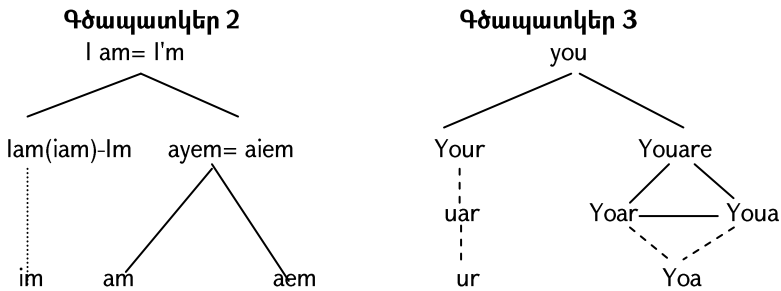 Գծապատկեր 2
I am= I'm
Iam(iam)-Im ayem= aiem
im am aem
Գծապատկեր 3
you
Your Youare
uar Yoar Youa
ur Yoa